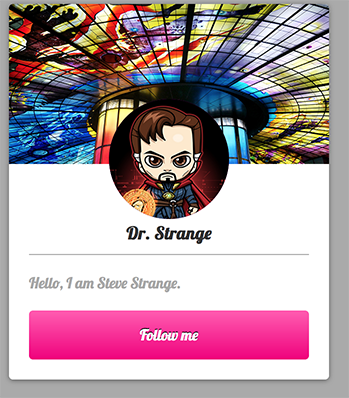 Dr. Strange
Hello, I am Steve Strange.
Follow me